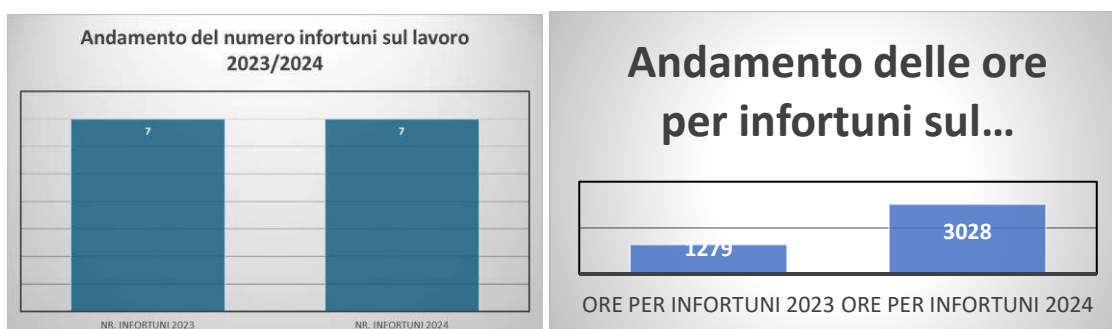 Andamento del numero infortuni sul lavoro
2023/2024
7
7
NR. INFORTUNI 2023
NR. INFORTUNI 2024
Andamento delle ore
per infortuni sul...
1279
3028
ORE PER INFORTUNI 2023 ORE PER INFORTUNI 2024